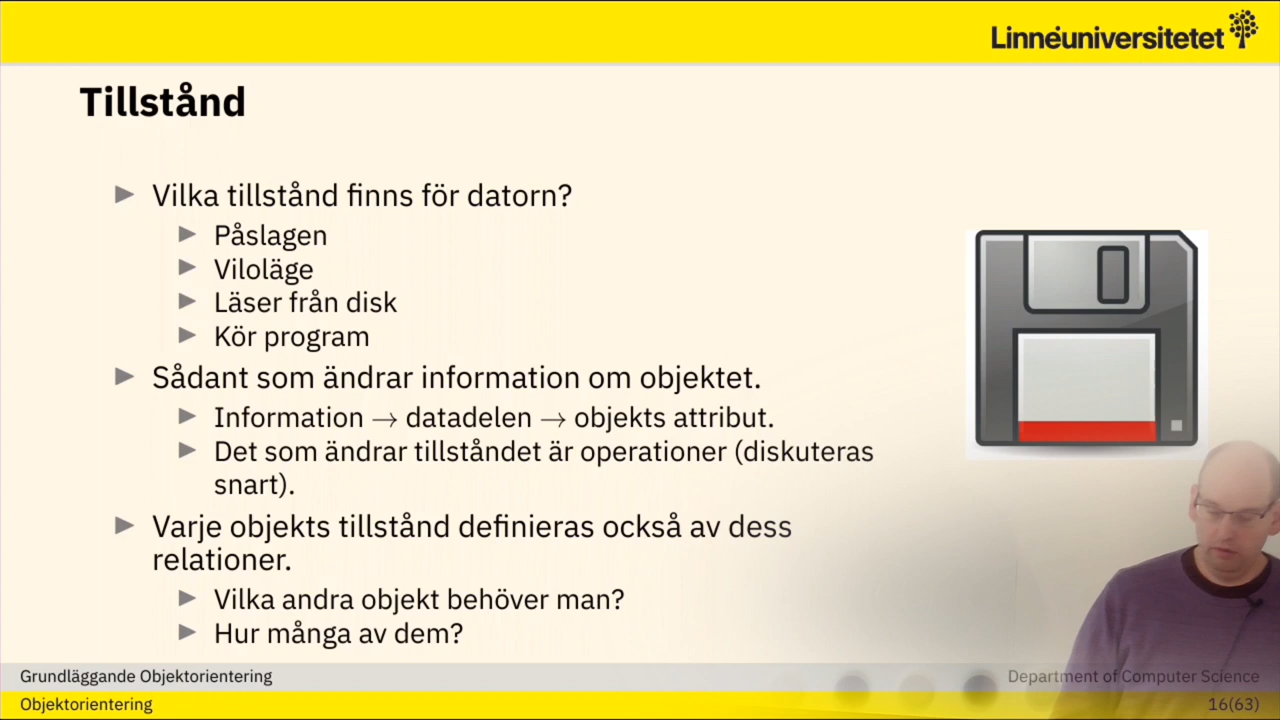 Linnéuniversitetet
Tillstånd
Vilka tillstånd finns för datorn?
Påslagen
Viloläge
Läser från disk
Kör program
Sådant som ändrar information om objektet.
Information → datadelen → objekts attribut.
Det som ändrar tillståndet är operationer (diskuteras
snart).
Varje objekts tillstånd definieras också av dess
relationer.
Vilka andra objekt behöver man?
Hur många av dem?
Grundläggande Objektorientering
Department of Computer Science
Objektorientering
16(63)